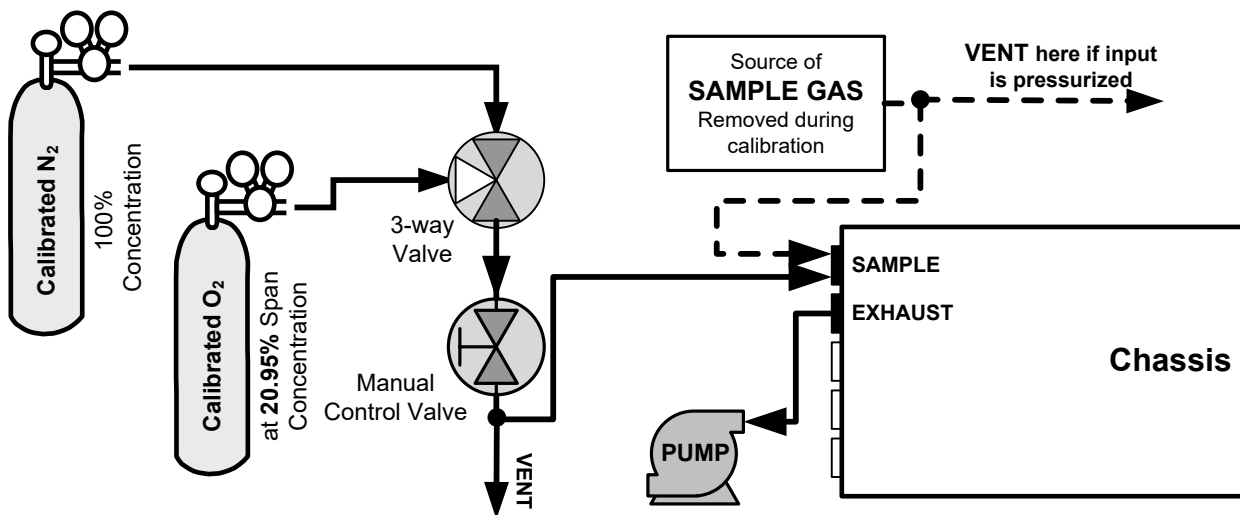 Calibrated N₂
100%
Concentration
Calibrated O₂
at 20.95% Span
Concentration
3-way
Valve
Manual
Control Valve
VENT
Source of
SAMPLE GAS
Removed during
calibration
VENT here if input
is pressurized
SAMPLE
EXHAUST
Chassis
PUMP